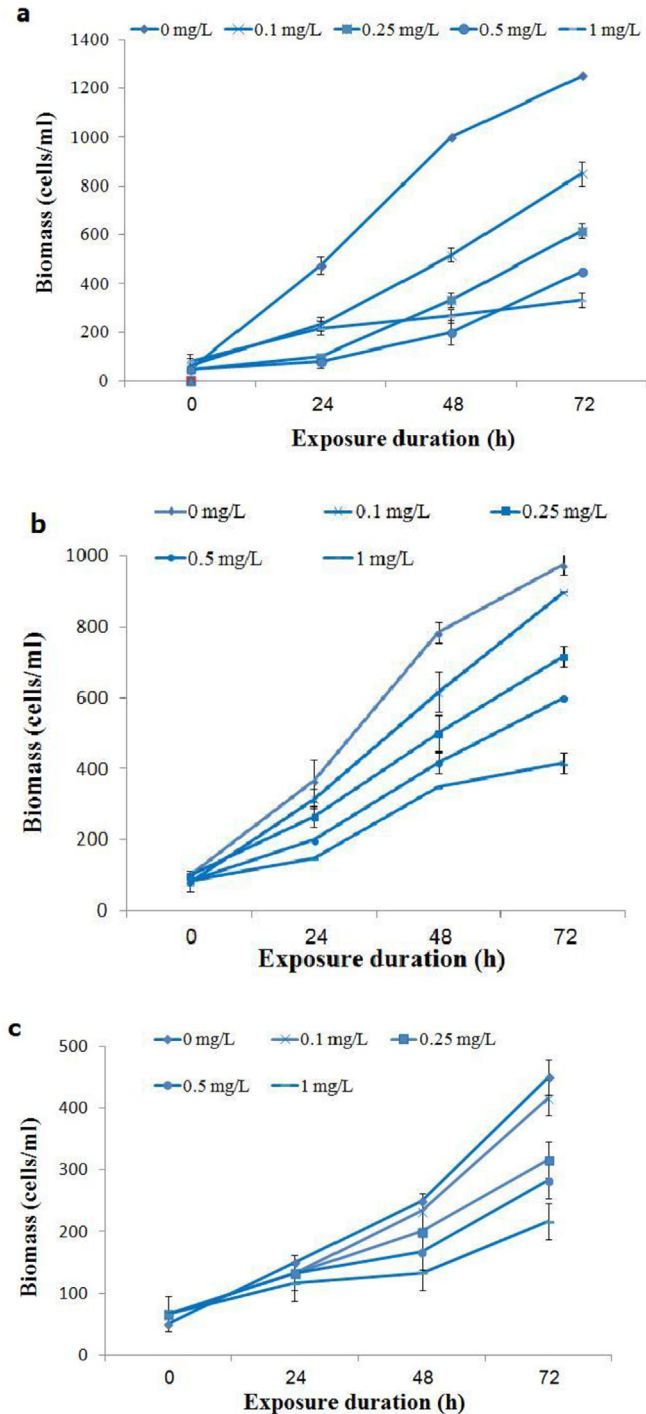 a
0 mg/L 0.1 mg/L 0.25 mg/L 0.5 mg/L 1 mg/L
1400
1200
1000
800
600
400
200
0
Biomass (cells/ml)
0 24 48 72
Exposure duration (h)
b
0 mg/L 0.1 mg/L 0.25 mg/L
0.5 mg/L 1 mg/L
1000
800
600
400
200
0
Biomass (cells/ml)
0 24 48 72
Exposure duration (h)
c
0 mg/L 0.1 mg/L 0.25 mg/L
0.5 mg/L 1 mg/L
500
400
300
200
100
0
Biomass (cells/ml)
0 24 48 72
Exposure duration (h)